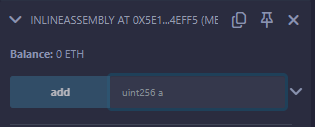 INLINEASSEMBLY AT 0X5E1...4EFF5 (ME
Balance: 0 ETH
add uint256 a